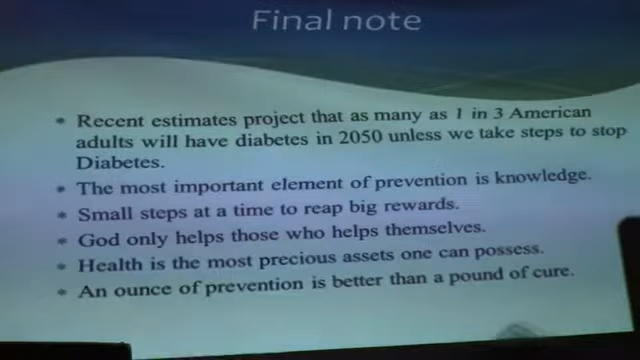 Final note
* Recent estimates project that as many as 1 in 3 American
adults will have diabetes in 2050 unless we take steps to stop
Diabetes.
* The most important element of prevention is knowledge.
* Small steps at a time to reap big rewards.
* God only helps those who helps themselves.
* Health is the most precious assets one can possess.
* An ounce of prevention is better than a pound of cure.